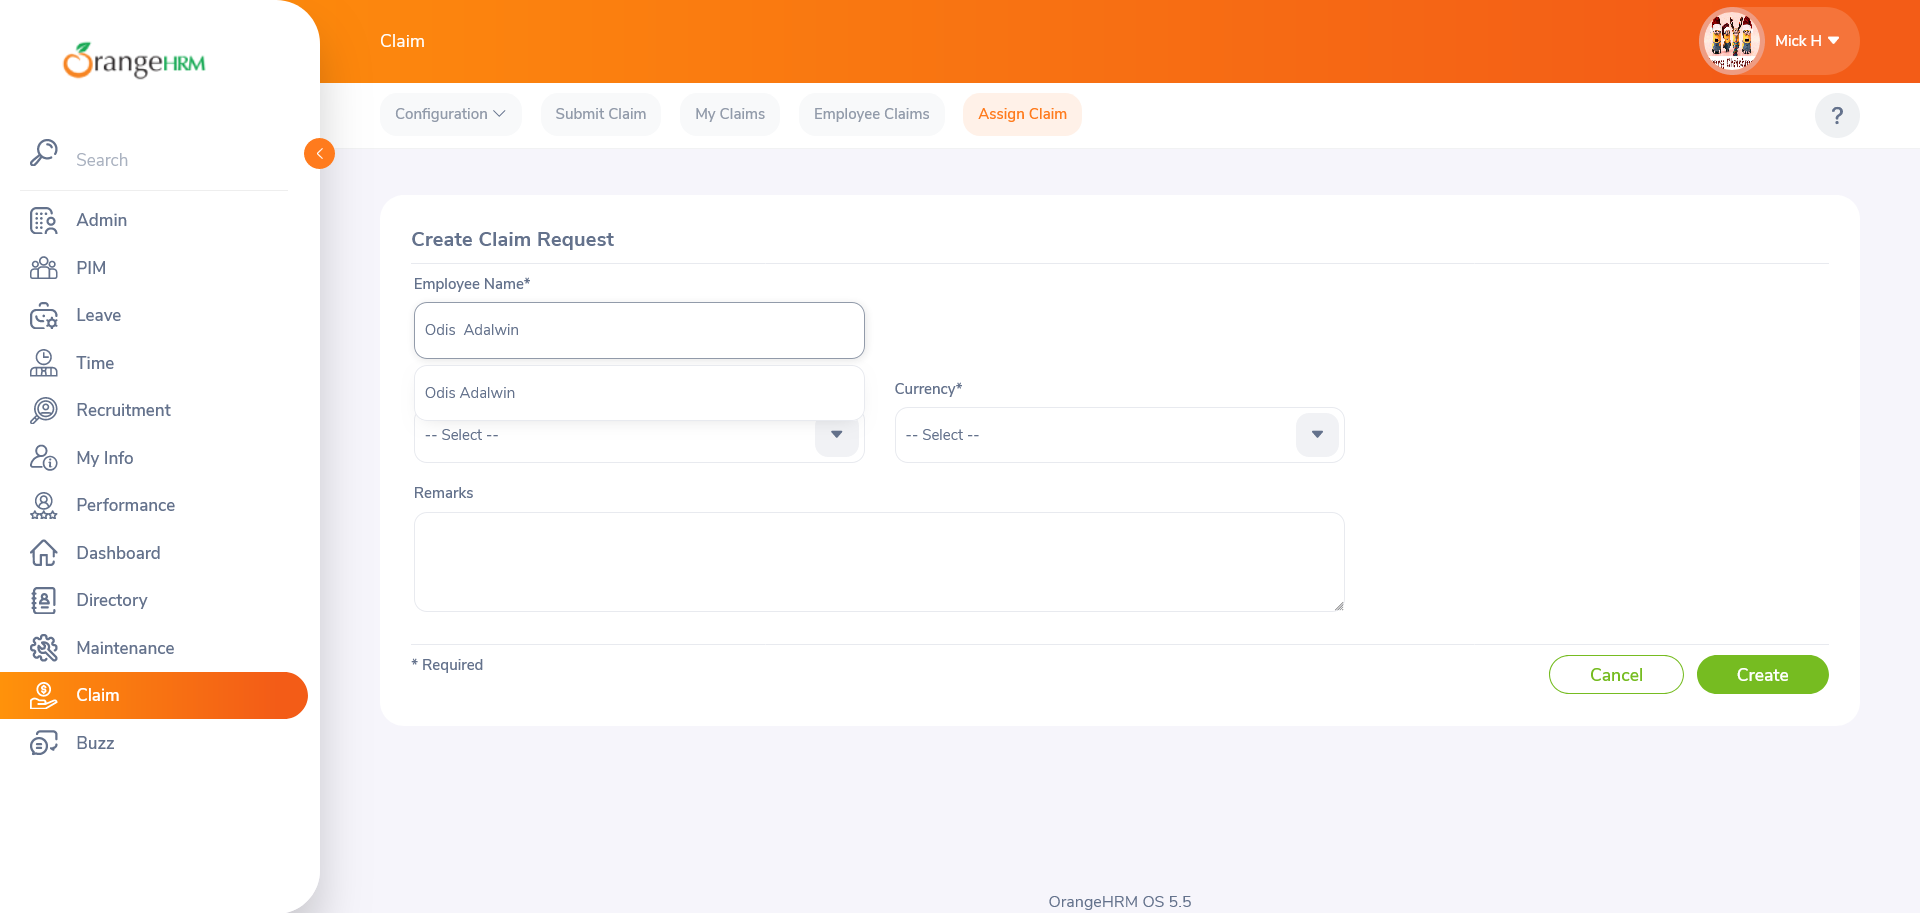 OrangeHRM
Claim
Mick H
Configuration
Submit Claim
My Claims
Employee Claims
Assign Claim
?
Search
Admin
PIM
Leave
Time
Recruitment
My Info
Performance
Dashboard
Directory
Maintenance
Claim
Buzz
Create Claim Request
Employee Name*
Odis  Adalwin
Odis Adalwin
Currency*
-- Select --
-- Select --
Remarks
* Required
Cancel
Create
OrangeHRM OS 5.5